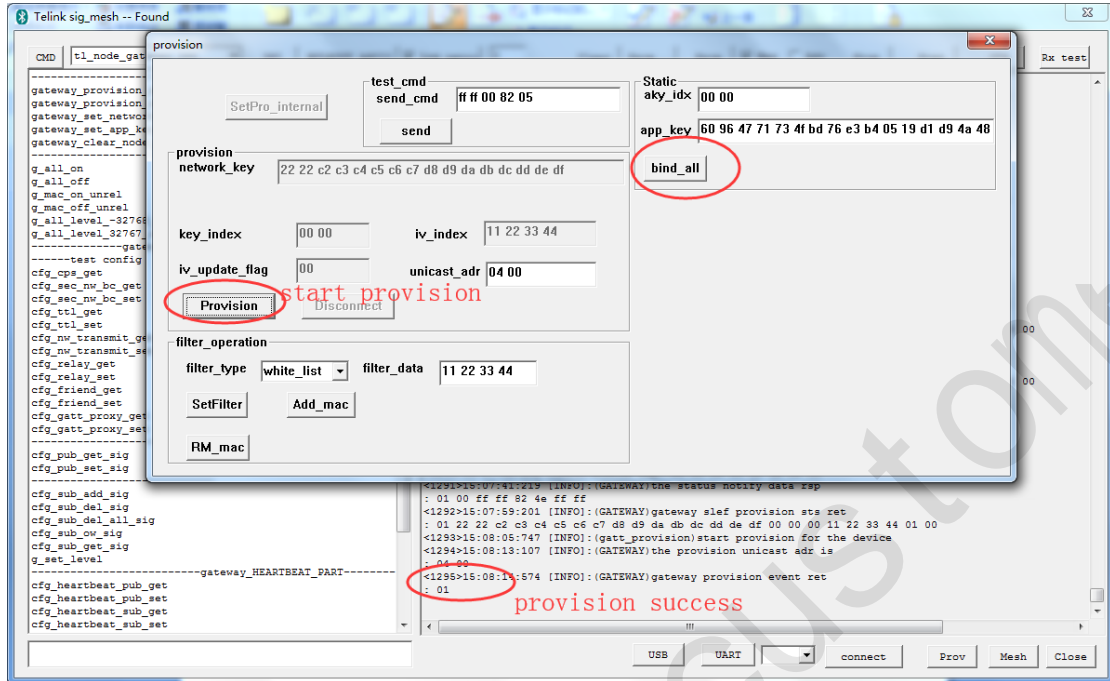 Telink sig_mesh -- Found
provision
CMD
tl_node_gat
Rx test
gateway_provision_
gateway_provision_
gateway_set_networ
gateway_set_app_ke
gateway_clear_node
g_all_on
g_all_off
g_mac_on_unrel
g_mac_off_unrel
g_all_level_-32768
g_all_level_32767_
--------------gate
------test config
cfg_cps_get
cfg_sec_nw_bc_get
cfg_sec_nw_bc_set
cfg_ttl_get
cfg_ttl_set
cfg_nw_transmit_ge
cfg_nw_transmit_se
cfg_relay_get
cfg_relay_set
cfg_friend_get
cfg_friend_set
cfg_gatt_proxy_get
cfg_gatt_proxy_set
cfg_pub_get_sig
cfg_pub_set_sig
cfg_sub_add_sig
cfg_sub_del_sig
cfg_sub_del_all_sig
cfg_sub_ow_sig
cfg_sub_get_sig
g_set_level
--------------------------gateway_HEARTBEAT_PART-------
cfg_heartbeat_pub_get
cfg_heartbeat_pub_set
cfg_heartbeat_sub_get
cfg_heartbeat_sub_set
SetPro_internal
test_cmd
send_cmd ff ff 00 82 05
send
Static
aky_idx 00 00
app_key 60 96 47 71 73 4f bd 76 e3 b4 05 19 d1 d9 4a 48
bind_all
provision
network_key 22 22 c2 c3 c4 c5 c6 c7 d8 d9 da db dc dd de df
key_index 00 00 iv_index 11 22 33 44
iv_update_flag 00 unicast_adr 04 00
start provision
Provision Disconnect
filter_operation
filter_type white_list filter_data 11 22 33 44
SetFilter Add_mac
RM_mac
00
00
<1291>15:07:41:219 [INFO]:(GATEWAY)the status notify data rsp
: 01 00 ff ff 82 4e ff ff
<1292>15:07:59:201 [INFO]:(GATEWAY)gateway slef provision sts ret
: 01 22 22 c2 c3 c4 c5 c6 c7 d8 d9 da db dc dd de df 00 00 00 11 22 33 44 01 00
<1293>15:08:05:747 [INFO]:(gatt_provision)start provision for the device
<1294>15:08:13:107 [INFO]:(GATEWAY)the provision unicast adr is
: 04 00
<1295>15:08:14:574 [INFO]:(GATEWAY)gateway provision event ret
: 01
provision success
USB UART connect Prov Mesh Close